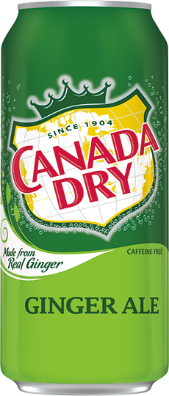 SINCE 1904
CANADA
DRY
Made from
Real Ginger
CAFFEINE FREE
GINGER ALE